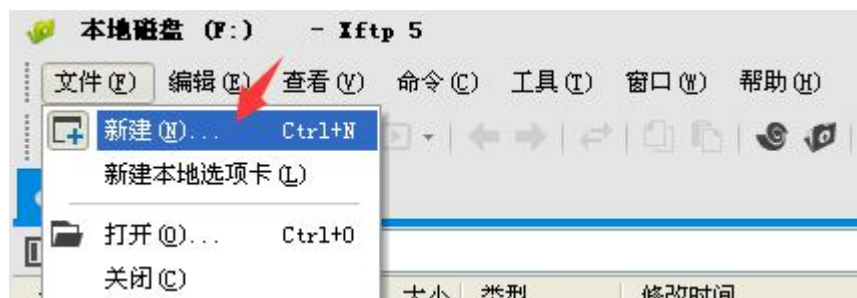 本地磁盘 (F:) - Xftp 5
文件(F) 编辑(E) 查看(V) 命令(C) 工具(T) 窗口(W) 帮助(H)
新建(N)... Ctrl+N
新建本地选项卡(L)
打开(O)... Ctrl+O
关闭(C)
大小 类型 修改时间